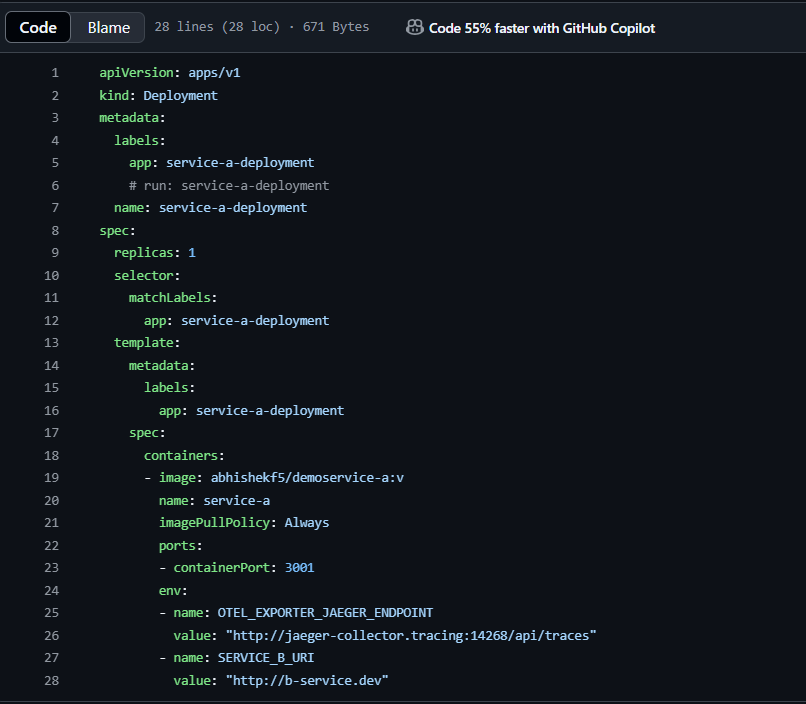 Code Blame 28 lines (28 loc) · 671 Bytes Code 55% faster with GitHub Copilot
1 apiVersion: apps/v1
2 kind: Deployment
3 metadata:
4   labels:
5     app: service-a-deployment
6     # run: service-a-deployment
7   name: service-a-deployment
8 spec:
9   replicas: 1
10   selector:
11     matchLabels:
12       app: service-a-deployment
13   template:
14     metadata:
15       labels:
16         app: service-a-deployment
17     spec:
18       containers:
19       - image: abhishekf5/demoservice-a:v
20         name: service-a
21         imagePullPolicy: Always
22         ports:
23         - containerPort: 3001
24         env:
25         - name: OTEL_EXPORTER_JAEGER_ENDPOINT
26           value: "http://jaeger-collector.tracing:14268/api/traces"
27         - name: SERVICE_B_URI
28           value: "http://b-service.dev"